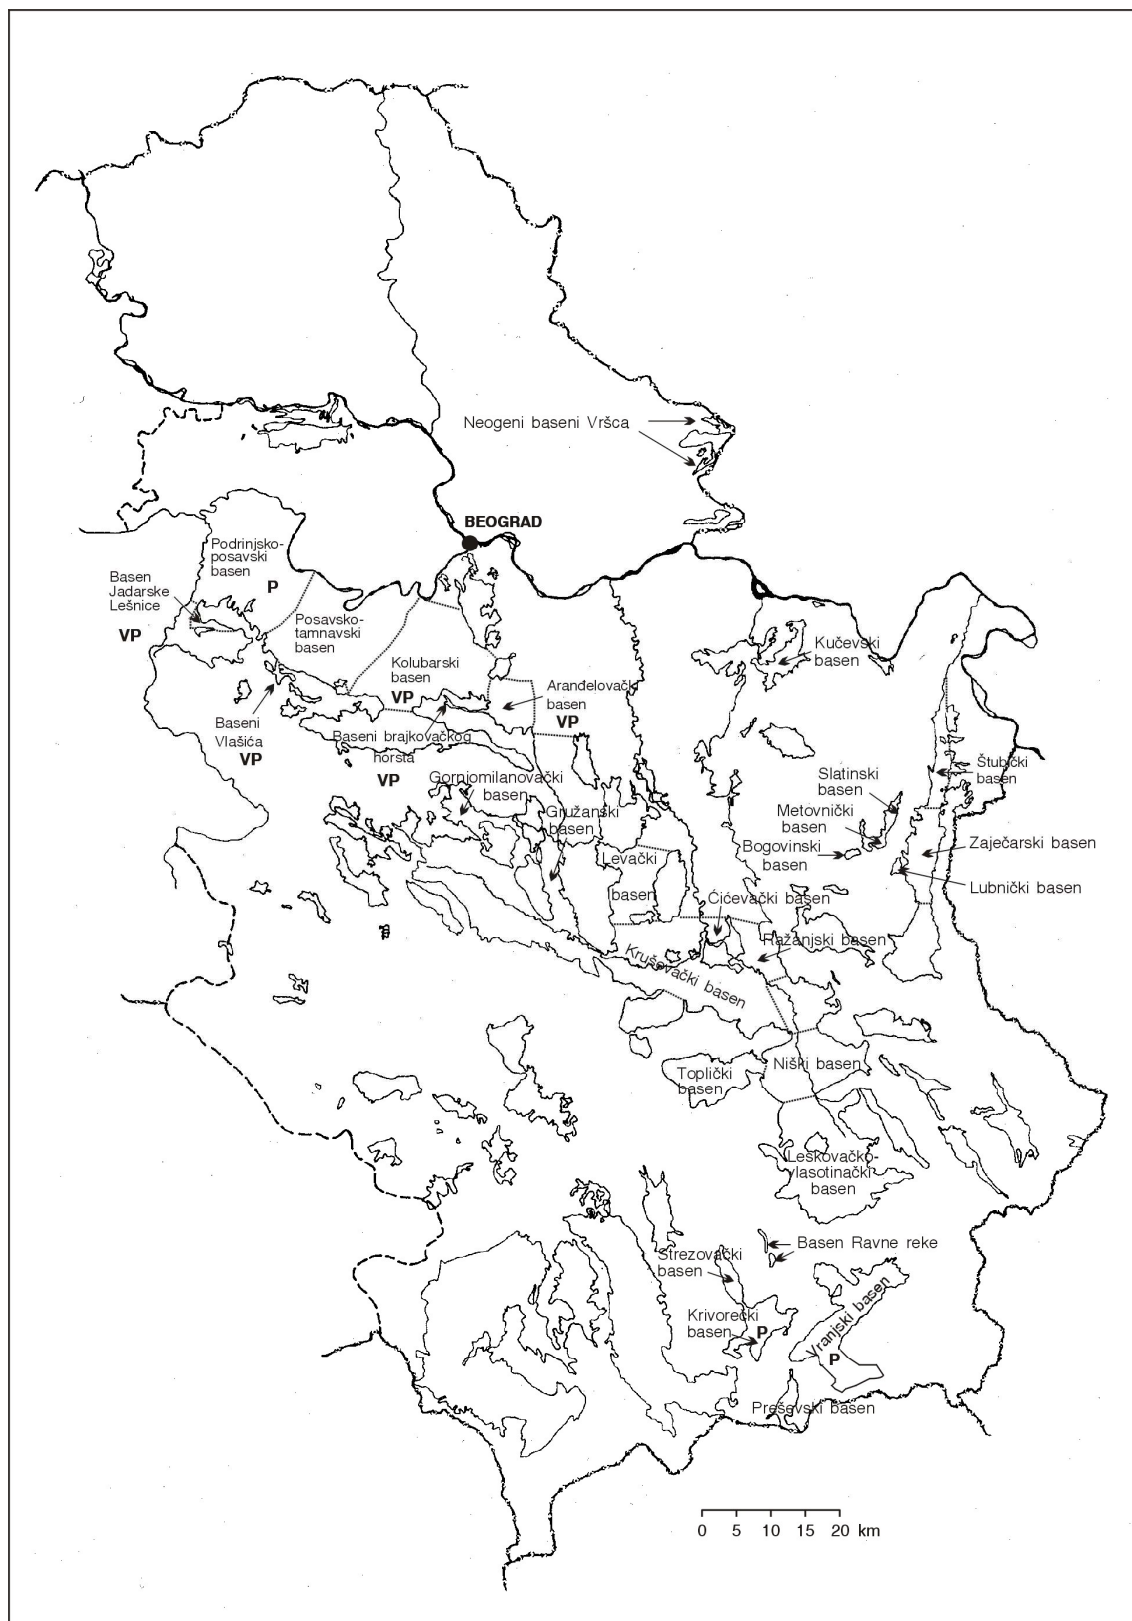 Neogeni baseni Vršca
BEOGRAD
Podrinjsko-
posavski
basen
P
Basen
Jadarske
Lešnice
VP
Posavsko-
tamnavski
basen
Kučevski
basen
Kolubarski
basen
VP
Aranđelovački
basen
VP
Baseni
Vlašića
VP
Baseni brajkovačkog
horsta
VP
Štubički
basen
Slatinski
basen
Gornjomilanovački
basen
Metovnički
basen
Gružanski
basen
Zaječarski basen
Bogovinski
basen
Levački
basen
Lubnički basen
Ćićevački basen
Ražanjski basen
Kruševački basen
Toplički
basen
Niški basen
Leskovačko-
vlasotinački
basen
Basen Ravne reke
Strezovački
basen
Krivorečki
basen
P
Vranjski basen
P
Preševski basen
0 5 10 15 20 km